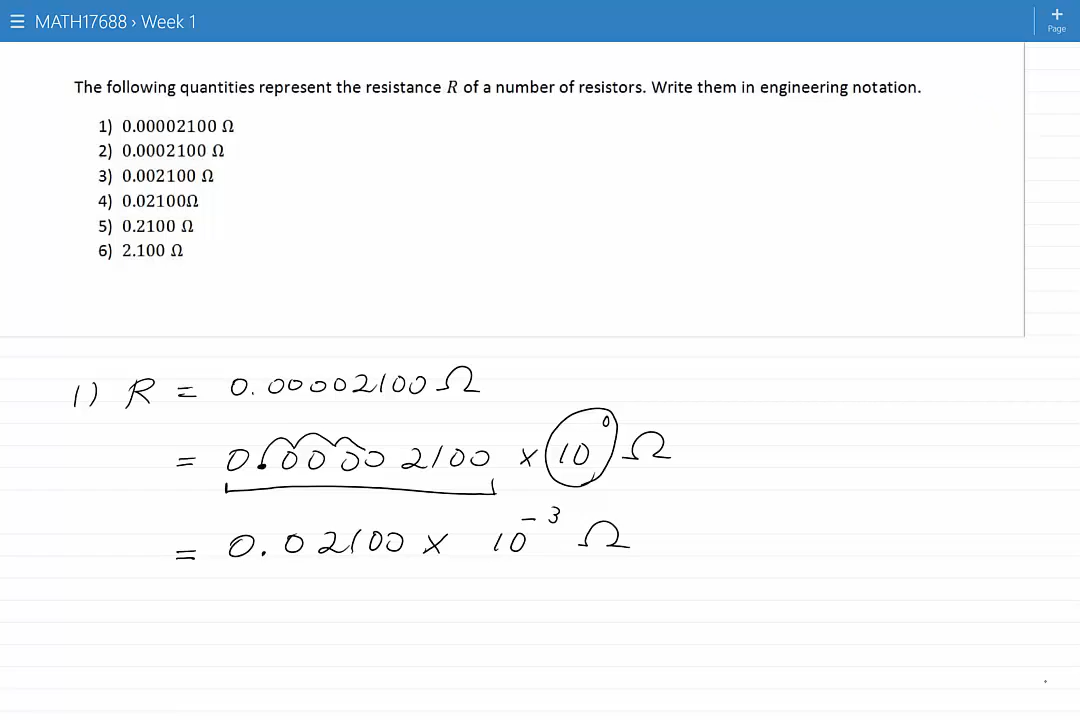 MATH17688 › Week 1
Page
The following quantities represent the resistance R of a number of resistors. Write them in engineering notation.
1) 0.00002100 Ω
2) 0.0002100 Ω
3) 0.002100 Ω
4) 0.02100Ω
5) 0.2100 Ω
6) 2.100 Ω
1) R = 0.00002100 Ω
= 0.00002100 × 10⁰ Ω
= 0.02100 × 10⁻³ Ω